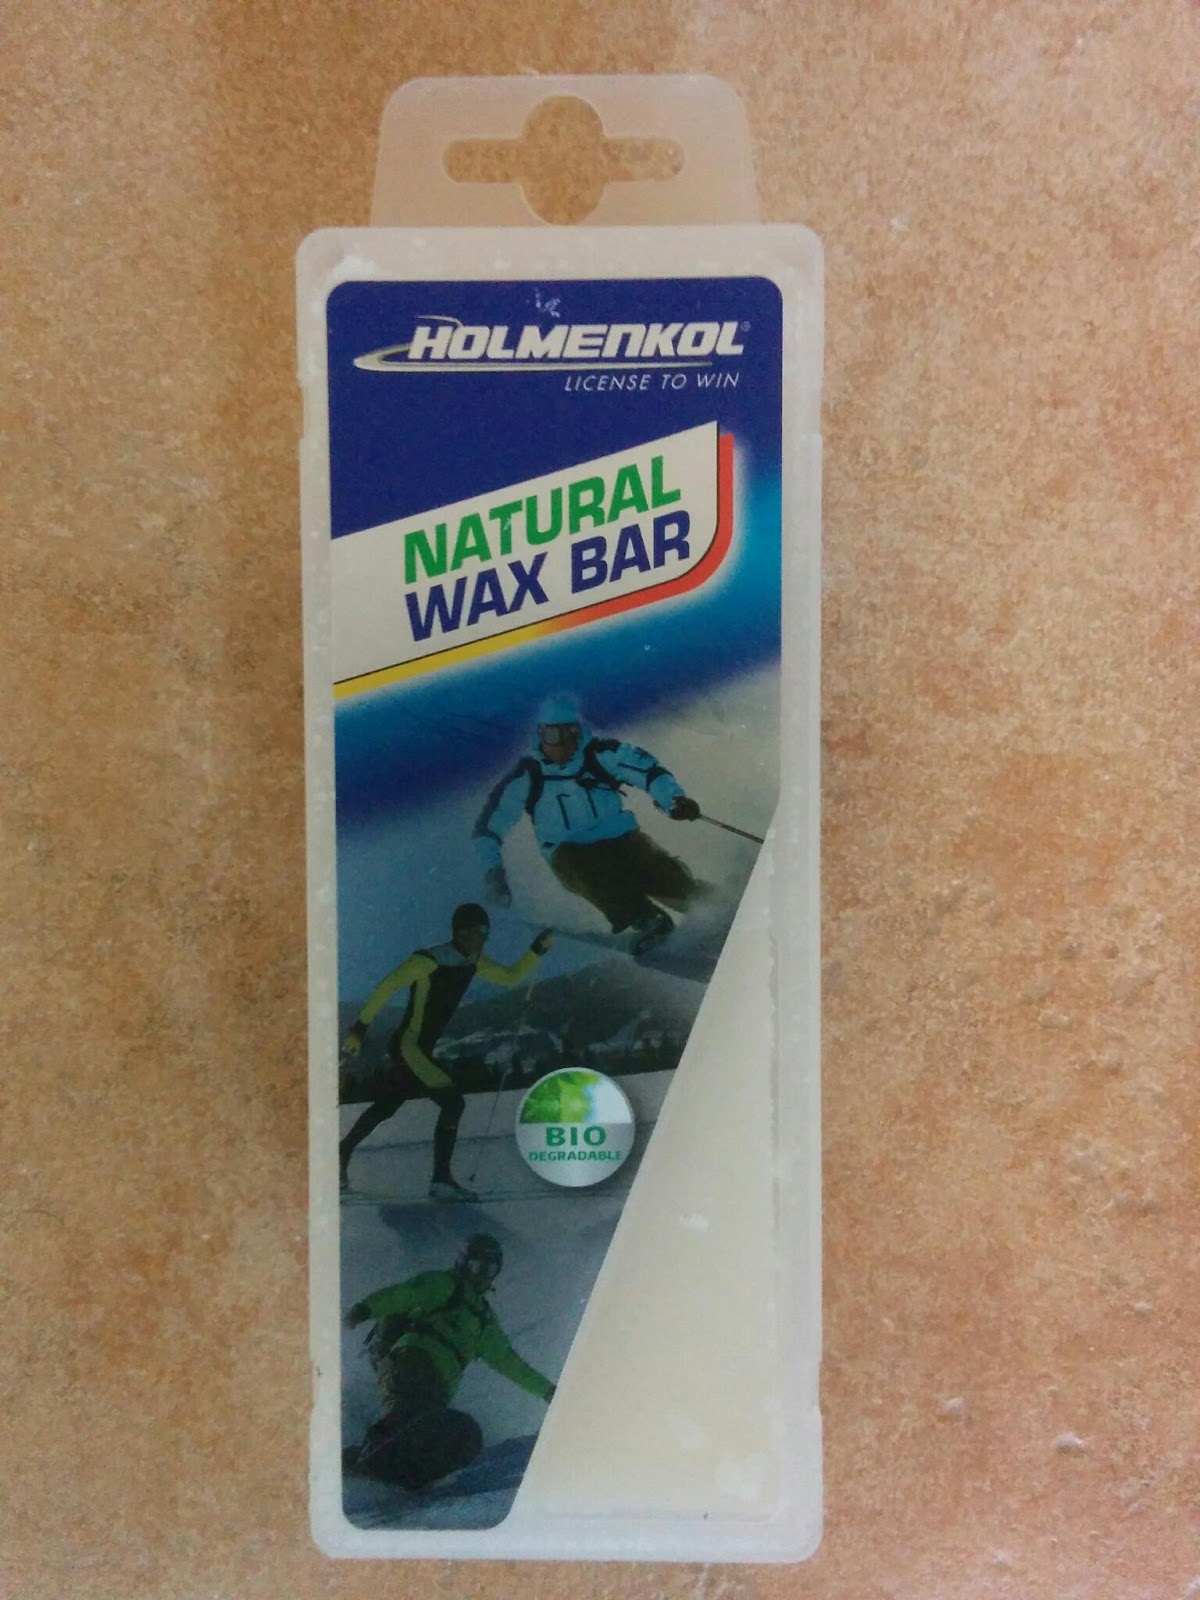 HOLMENKOL®
LICENSE TO WIN
NATURAL
WAX BAR
BIO
DEGRADABLE